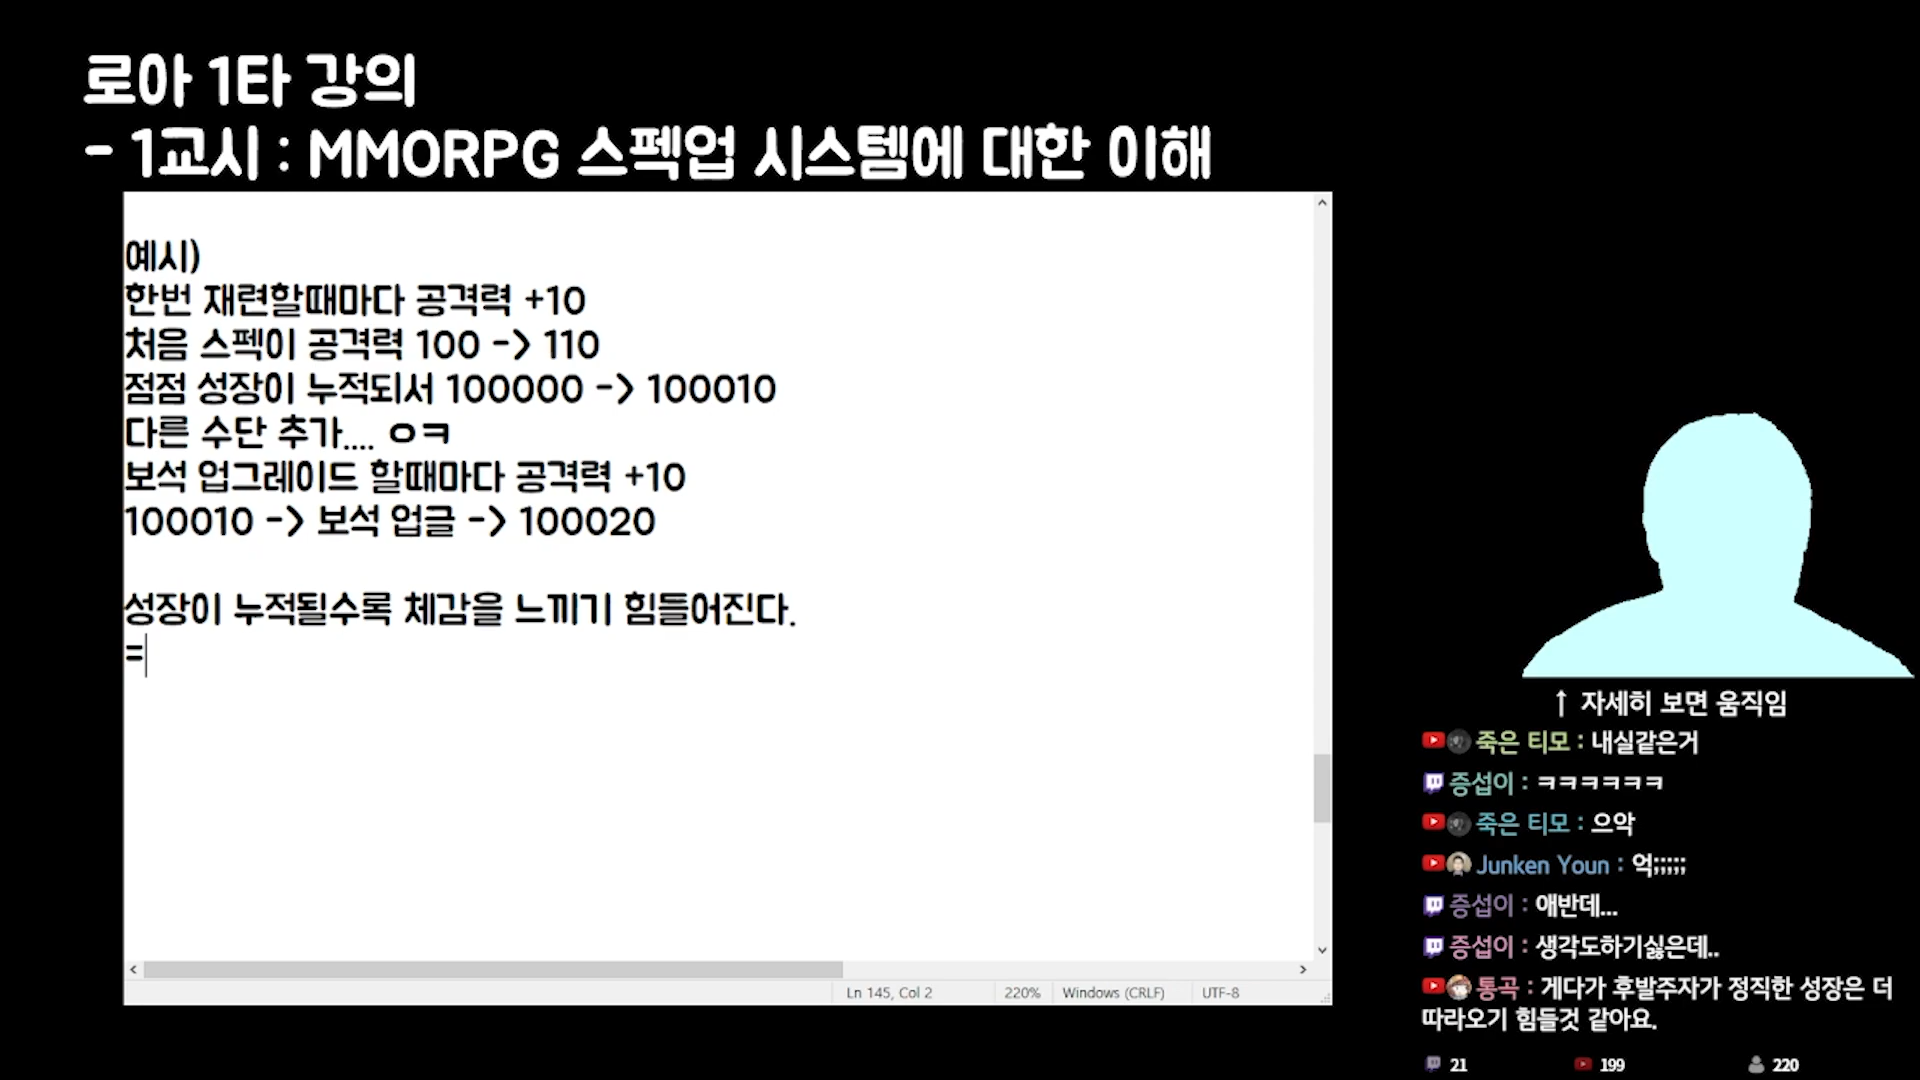 로아 1타 강의
- 1교시 : MMORPG 스펙업 시스템에 대한 이해
예시)
한번 재련할때마다 공격력 +10
처음 스펙이 공격력 100 -> 110
점점 성장이 누적되서 100000 -> 100010
다른 수단 추가.... ㅇㅋ
보석 업그레이드 할때마다 공격력 +10
100010 -> 보석 업글 -> 100020
성장이 누적될수록 체감을 느끼기 힘들어진다.
=
Ln 145, Col 2
220%
Windows (CRLF)
UTF-8
↑ 자세히 보면 움직임
죽은 티모 : 내실같은거
증섭이 : ㅋㅋㅋㅋㅋㅋ
죽은 티모 : 으악
Junken Youn : 억;;;;;
증섭이 : 애반데...
증섭이 : 생각도하기싫은데..
통곡 : 게다가 후발주자가 정직한 성장은 더
따라오기 힘들것 같아요.
21
199
220